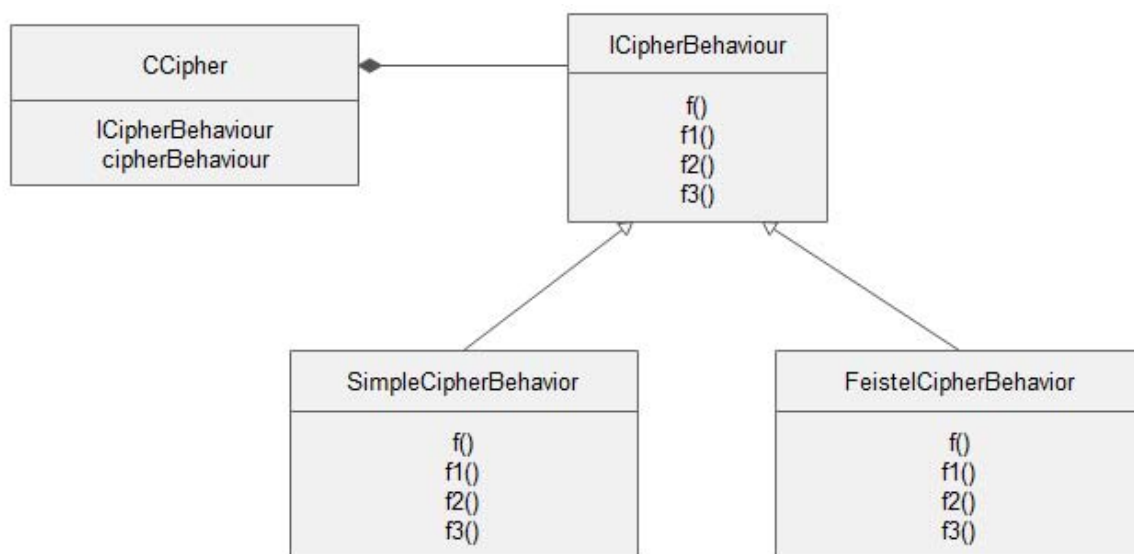 CCipher
ICipherBehaviour
cipherBehaviour
ICipherBehaviour
f()
f1()
f2()
f3()
SimpleCipherBehavior
f()
f1()
f2()
f3()
FeistelCipherBehavior
f()
f1()
f2()
f3()